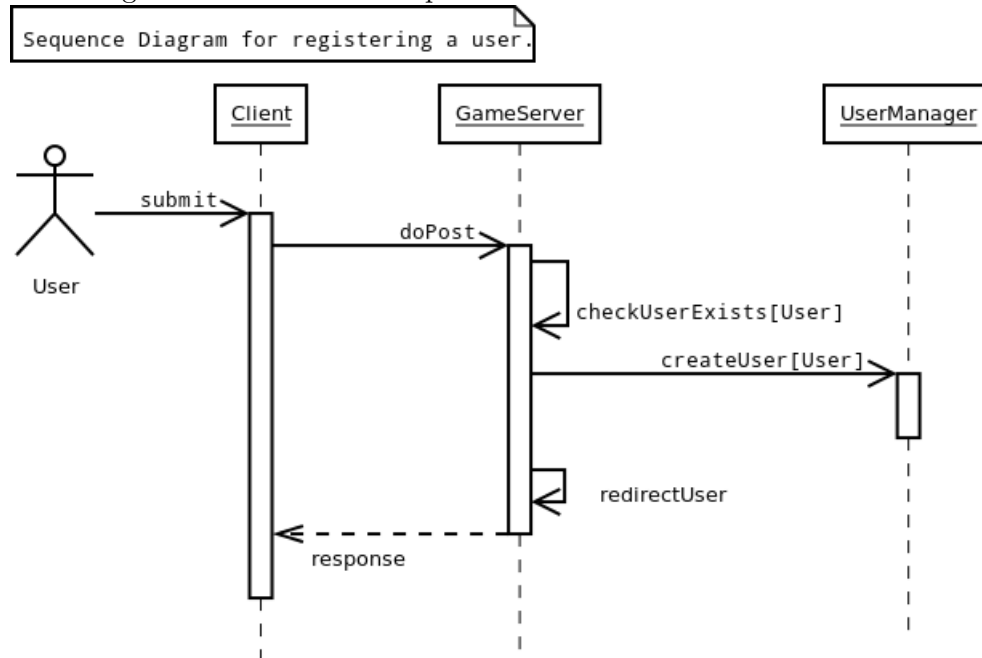 Sequence Diagram for registering a user.
Client
GameServer
UserManager
submit
doPost
User
checkUserExists[User]
createUser[User]
redirectUser
response